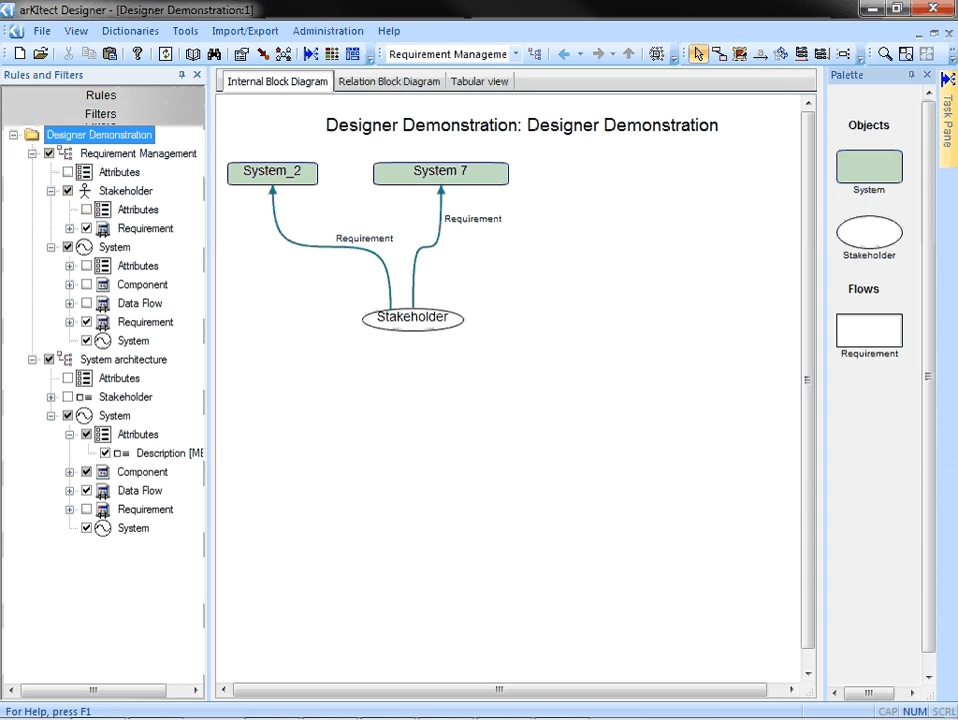 arKItect Designer - [Designer Demonstration:1]
File View Dictionaries Tools Import/Export Administration Help
Requirement Manageme
Rules and Filters
Rules
Filters
Designer Demonstration
Requirement Management
Attributes
Stakeholder
Attributes
Requirement
System
Attributes
Component
Data Flow
Requirement
System
System architecture
Attributes
Stakeholder
System
Attributes
Description [ME
Component
Data Flow
Requirement
System
Internal Block Diagram Relation Block Diagram Tabular view
Designer Demonstration: Designer Demonstration
System_2
System 7
Requirement
Requirement
Stakeholder
Palette
Objects
System
Stakeholder
Flows
Requirement
Task Pane
For Help, press F1
CAP NUM SCRL